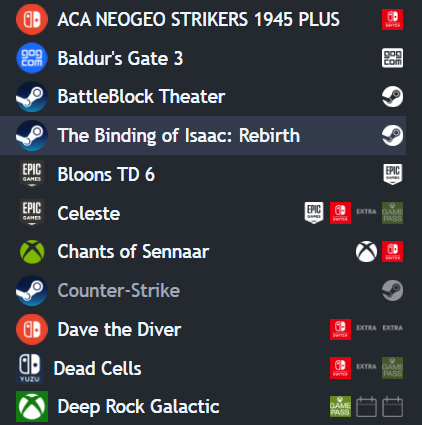 ACA NEOGEO STRIKERS 1945 PLUS SWITCH
gog com Baldur's Gate 3 gog com
BattleBlock Theater
The Binding of Isaac: Rebirth
EPIC GAMES Bloons TD 6 EPIC GAMES
EPIC GAMES Celeste EPIC GAMES SWITCH EXTRA GAME PASS
Chants of Sennaar SWITCH
Counter-Strike
Dave the Diver SWITCH EXTRA EXTRA
YUZU Dead Cells SWITCH EXTRA GAME PASS
Deep Rock Galactic GAME PASS